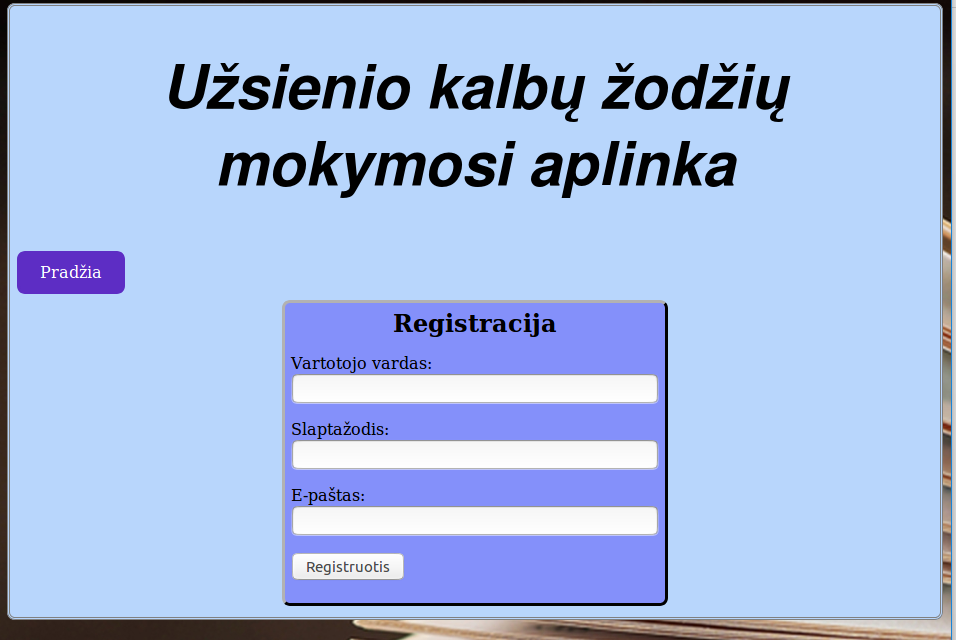 Užsienio kalbų žodžių
mokymosi aplinka
Pradžia
Registracija
Vartotojo vardas:
Slaptažodis:
E-paštas:
Registruotis